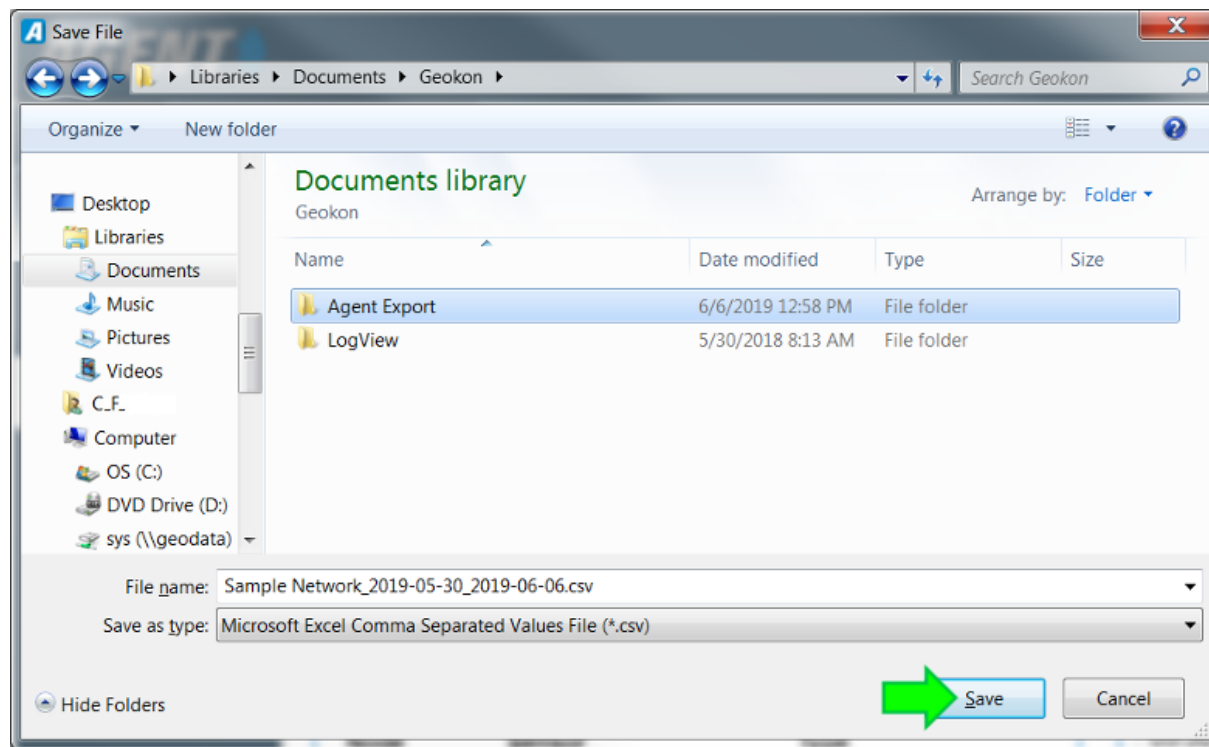 Save File
AGENT
Libraries Documents Geokon
Search Geokon
Organize New folder
Documents library
Geokon
Arrange by: Folder
Name Date modified Type Size
Agent Export 6/6/2019 12:58 PM File folder
LogView 5/30/2018 8:13 AM File folder
Desktop
Libraries
Documents
Music
Pictures
Videos
C_F_
Computer
OS (C:)
DVD Drive (D:)
sys (\\geodata)
File name: Sample Network_2019-05-30_2019-06-06.csv
Save as type: Microsoft Excel Comma Separated Values File (*.csv)
Hide Folders
Save
Cancel